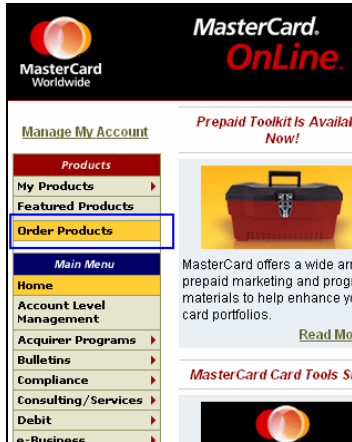 MasterCard
Worldwide
MasterCard.
OnLine.
Manage My Account
Products
My Products
Featured Products
Order Products
Main Menu
Home
Account Level
Management
Acquirer Programs
Bulletins
Compliance
Consulting/Services
Debit
e-Business
Prepaid Toolkit Is Availab
Now!
MasterCard offers a wide arr
prepaid marketing and progr
materials to help enhance yo
card portfolios.
Read Mo
MasterCard Card Tools S